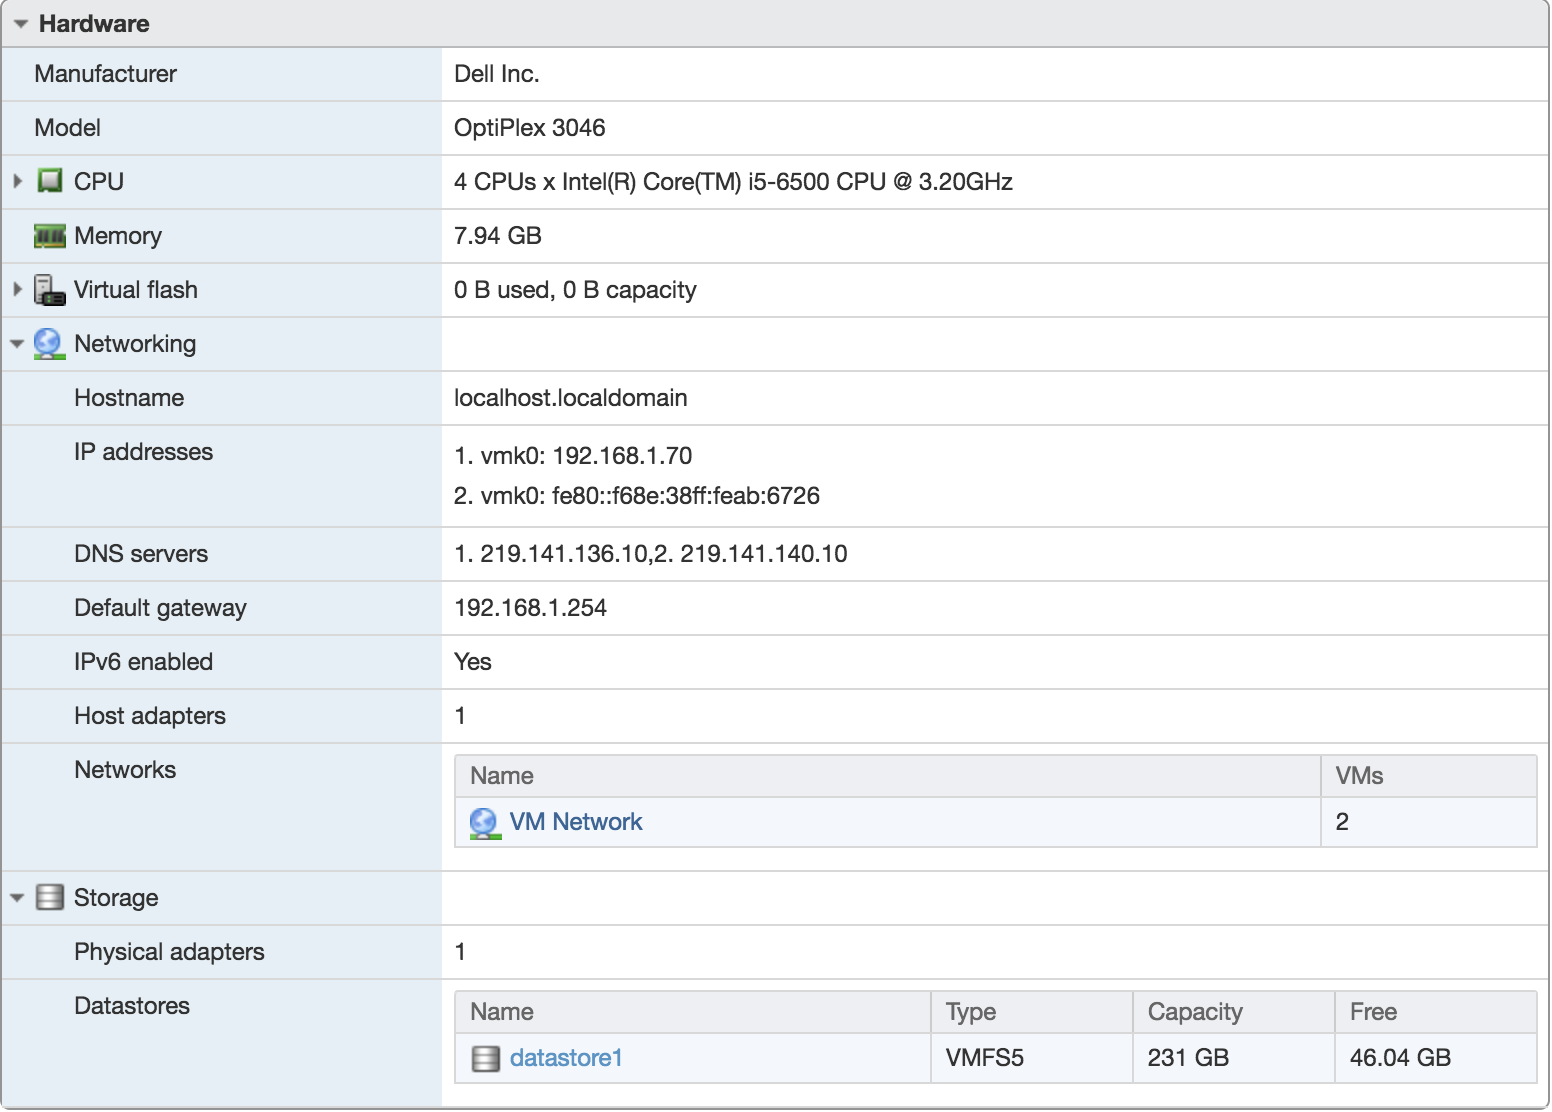 Hardware
Manufacturer Dell Inc.
Model OptiPlex 3046
CPU 4 CPUs x Intel(R) Core(TM) i5-6500 CPU @ 3.20GHz
Memory 7.94 GB
Virtual flash 0 B used, 0 B capacity
Networking
Hostname localhost.localdomain
IP addresses 1. vmk0: 192.168.1.70
2. vmk0: fe80::f68e:38ff:feab:6726
DNS servers 1. 219.141.136.10,2. 219.141.140.10
Default gateway 192.168.1.254
IPv6 enabled Yes
Host adapters 1
Networks Name VMs
VM Network 2
Storage
Physical adapters 1
Datastores Name Type Capacity Free
datastore1 VMFS5 231 GB 46.04 GB